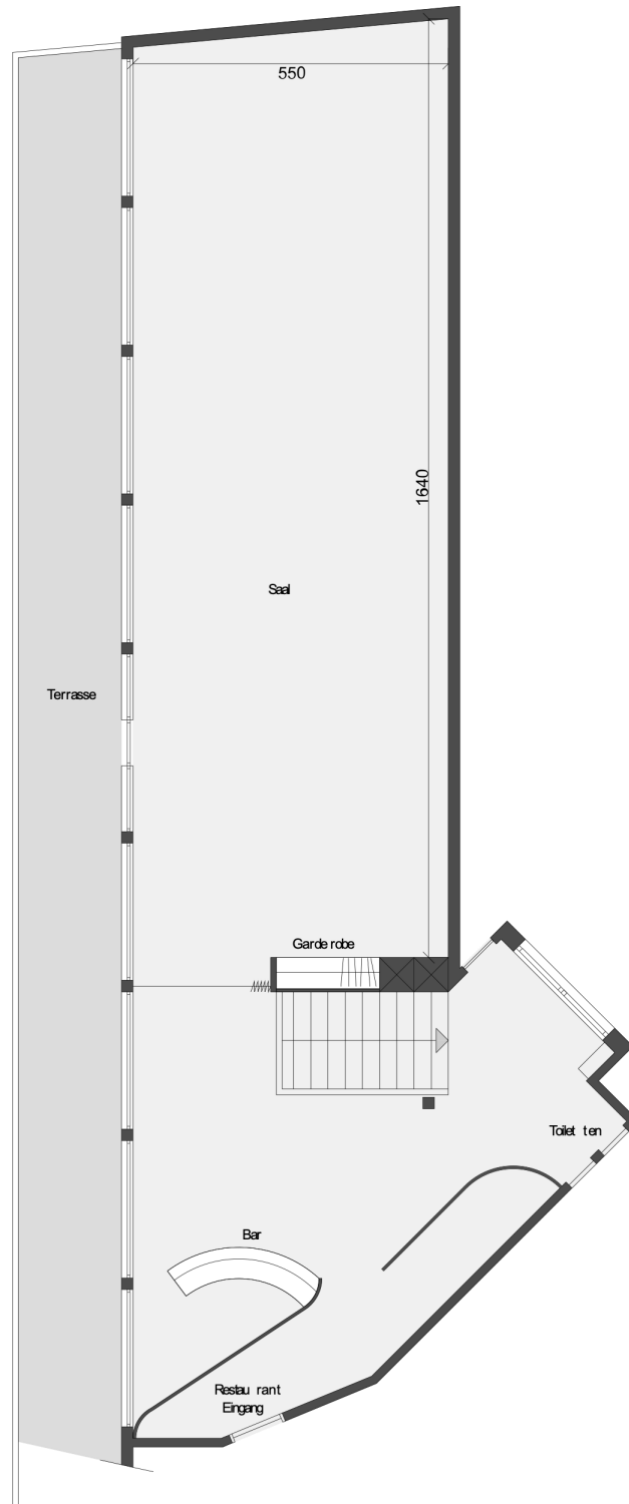 550
1640
Saal
Terrasse
Garde robe
Toilet ten
Bar
Restau rant
Eingang